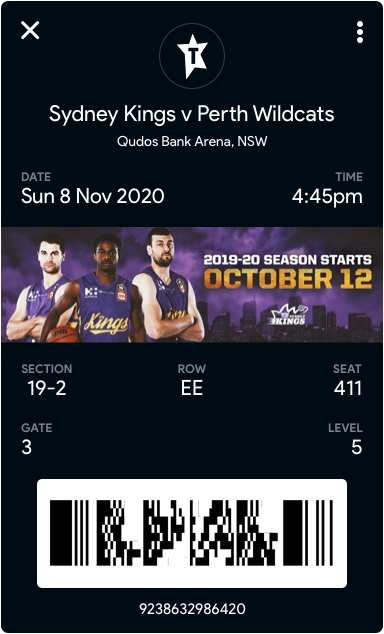 T
Sydney Kings v Perth Wildcats
Qudos Bank Arena, NSW
DATE TIME
Sun 8 Nov 2020 4:45pm
2019-20 SEASON STARTS
OCTOBER 12
Kings
KINGS
SECTION ROW SEAT
19-2 EE 411
GATE LEVEL
3 5
9238632986420